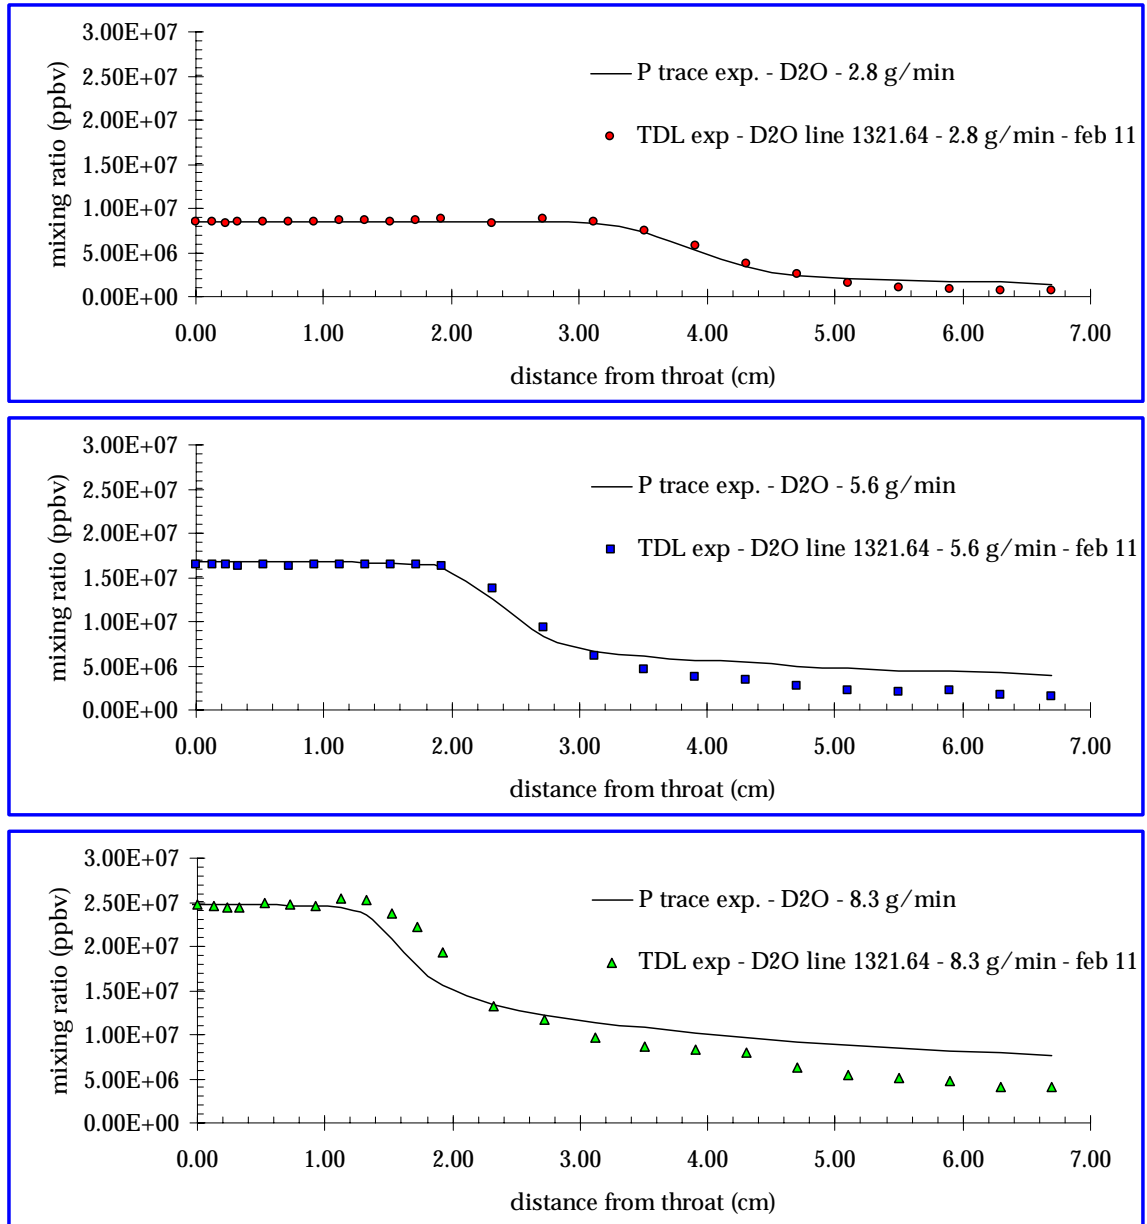 3.00E+07
2.50E+07
2.00E+07
1.50E+07
1.00E+07
5.00E+06
0.00E+00
mixing ratio (ppbv)
P trace exp. - D2O - 2.8 g/min
TDL exp - D2O line 1321.64 - 2.8 g/min - feb 11
0.00 1.00 2.00 3.00 4.00 5.00 6.00 7.00
distance from throat (cm)
3.00E+07
2.50E+07
2.00E+07
1.50E+07
1.00E+07
5.00E+06
0.00E+00
mixing ratio (ppbv)
P trace exp. - D2O - 5.6 g/min
TDL exp - D2O line 1321.64 - 5.6 g/min - feb 11
0.00 1.00 2.00 3.00 4.00 5.00 6.00 7.00
distance from throat (cm)
3.00E+07
2.50E+07
2.00E+07
1.50E+07
1.00E+07
5.00E+06
0.00E+00
mixing ratio (ppbv)
P trace exp. - D2O - 8.3 g/min
TDL exp - D2O line 1321.64 - 8.3 g/min - feb 11
0.00 1.00 2.00 3.00 4.00 5.00 6.00 7.00
distance from throat (cm)